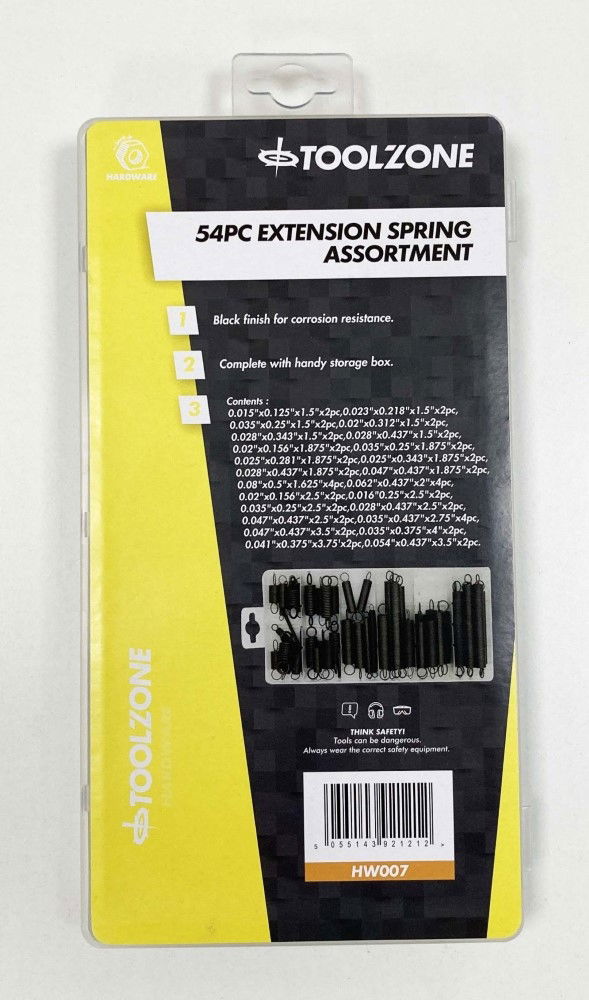 HARDWARE
TOOLZONE
54PC EXTENSION SPRING
ASSORTMENT
1 Black finish for corrosion resistance.
2 Complete with handy storage box.
3 Contents :
0.015"x0.125"x1.5"x2pc,0.023"x0.218"x1.5"x2pc,
0.035"x0.25"x1.5"x2pc,0.02"x0.312"x1.5"x2pc,
0.028"x0.343"x1.5"x2pc,0.028"x0.437"x1.5"x2pc,
0.02"x0.156"x1.875"x2pc,0.035"x0.25"x1.875"x2pc,
0.025"x0.281"x1.875"x2pc,0.025"x0.343"x1.875"x2pc,
0.028"x0.437"x1.875"x2pc,0.047"x0.437"x1.875"x2pc,
0.08"x0.5"x1.625"x4pc,0.062"x0.437"x2"x4pc,
0.02"x0.156"x2.5"x2pc,0.016"0.25"x2.5"x2pc,
0.035"x0.25"x2.5"x2pc,0.028"x0.437"x2.5"x2pc,
0.047"x0.437"x2.5"x2pc,0.035"x0.437"x2.75"x4pc,
0.047"x0.437"x3.5"x2pc,0.035"x0.375"x4"x2pc,
0.041"x0.375"x3.75'x2pc,0.054"x0.437"x3.5"x2pc.
TOOLZONE
HARDWARE
THINK SAFETY!
Tools can be dangerous.
Always wear the correct safety equipment.
5 055143 921212 >
HW007